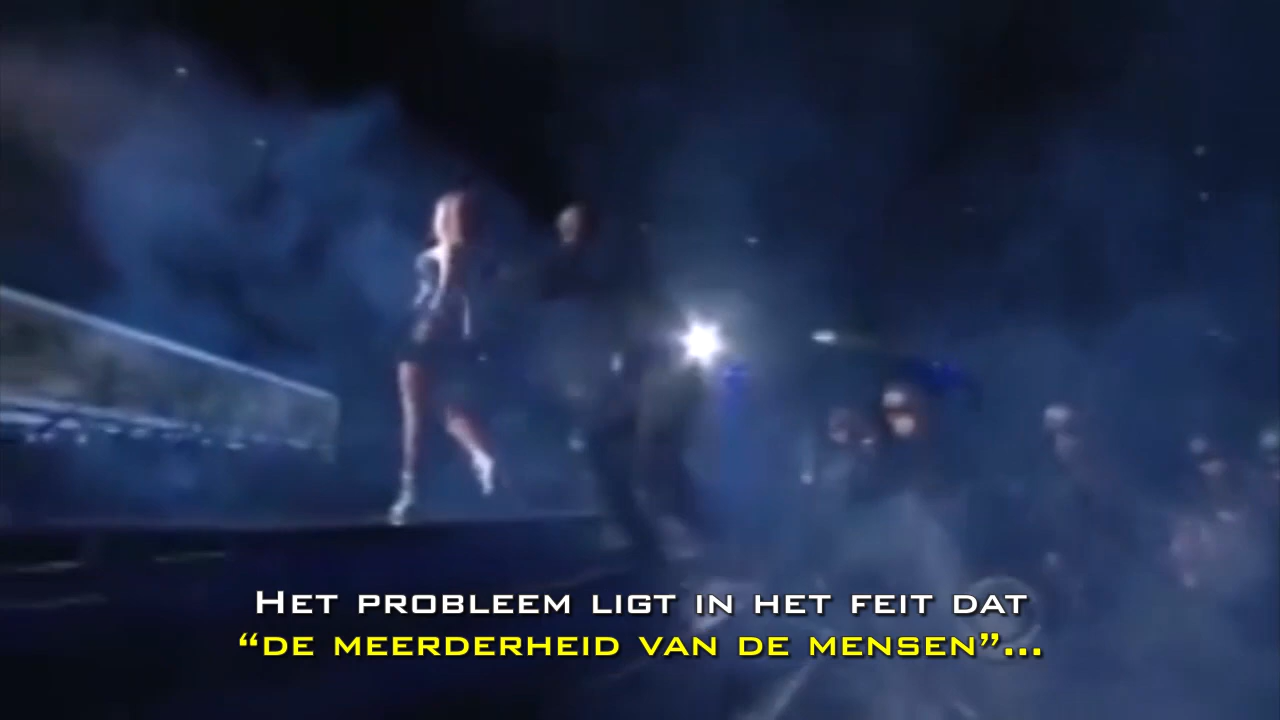 Het probleem ligt in het feit dat
“de meerderheid van de mensen”...